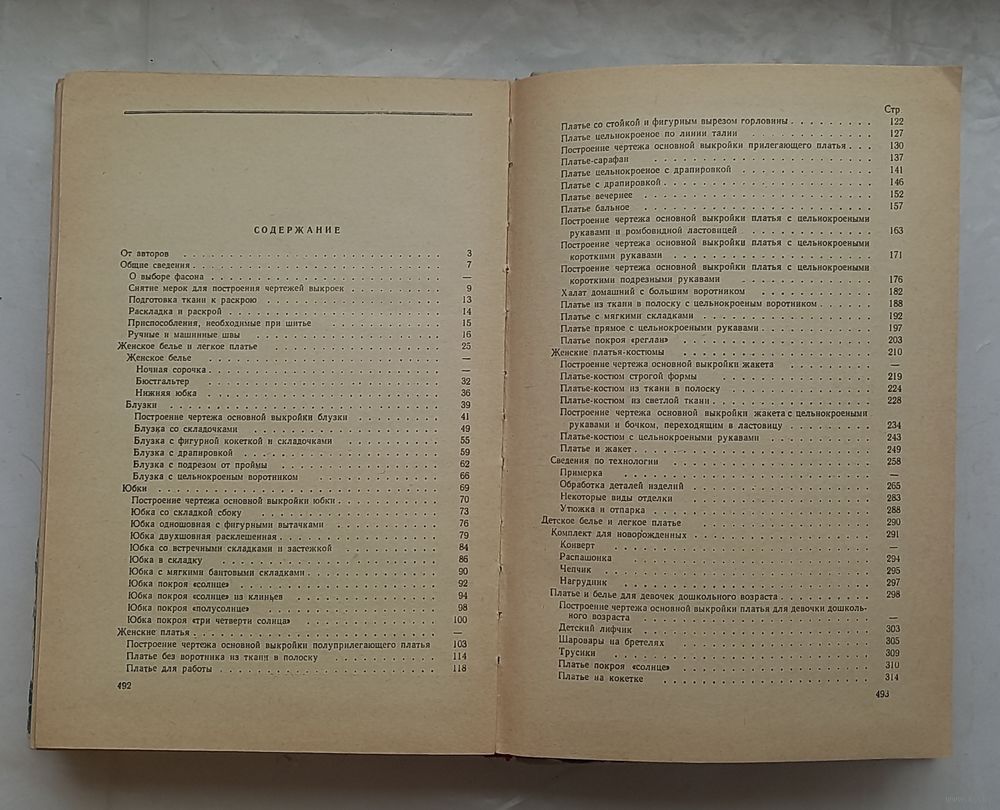 СОДЕРЖАНИЕ
От авторов . . . 3
Общие сведения . . . 7
О выборе фасона . . . —
Снятие мерок для построения чертежей выкроек . . . 9
Подготовка ткани к раскрою . . . 13
Раскладка и раскрой . . . 14
Приспособления, необходимые при шитье . . . 15
Ручные и машинные швы . . . 16
Женское белье и легкое платье . . . 25
Женское белье . . . —
Ночная сорочка . . . —
Бюстгальтер . . . 32
Нижняя юбка . . . 36
Блузки . . . 39
Построение чертежа основной выкройки блузки . . . 41
Блузка со складочками . . . 49
Блузка с фигурной кокеткой и складочками . . . 55
Блузка с драпировкой . . . 59
Блузка с подрезом от проймы . . . 62
Блузка с цельнокроеным воротником . . . 66
Юбки . . . 69
Построение чертежа основной выкройки юбки . . . 70
Юбка со складкой сбоку . . . 73
Юбка одношовная с фигурными вытачками . . . 76
Юбка двухшовная расклешенная . . . 79
Юбка со встречными складками и застежкой . . . 84
Юбка в складку . . . 86
Юбка с мягкими бантовыми складками . . . 90
Юбка покроя «солнце» . . . 92
Юбка покроя «солнце» из клиньев . . . 94
Юбка покроя «полусолнце» . . . 98
Юбка покроя «три четверти солнца» . . . 100
Женские платья . . . —
Построение чертежа основной выкройки полуприлегающего платья 103
Платье без воротника из ткани в полоску . . . 114
Платье для работы . . . 118
492
Стр
Платье со стойкой и фигурным вырезом горловины . . . 122
Платье цельнокроеное по линии талии . . . 127
Построение чертежа основной выкройки прилегающего платья . . . 130
Платье-сарафан . . . 137
Платье цельнокроеное с драпировкой . . . 141
Платье с драпировкой . . . 146
Платье вечернее . . . 152
Платье бальное . . . 157
Построение чертежа основной выкройки платья с цельнокроеными
рукавами и ромбовидной ластовицей . . . 163
Построение чертежа основной выкройки платья с цельнокроеными
короткими рукавами . . . 171
Построение чертежа основной выкройки платья с цельнокроеными
короткими подрезными рукавами . . . 176
Халат домашний с большим воротником . . . 182
Платье из ткани в полоску с цельнокроеным воротником . . . 188
Платье с мягкими складками . . . 192
Платье прямое с цельнокроеными рукавами . . . 197
Платье покроя «реглан» . . . 203
Женские платья-костюмы . . . 210
Построение чертежа основной выкройки жакета . . . —
Платье-костюм строгой формы . . . 219
Платье-костюм из ткани в полоску . . . 224
Платье-костюм из светлой ткани . . . 228
Построение чертежа основной выкройки жакета с цельнокроеными
рукавами и бочком, переходящим в ластовицу . . . 234
Платье-костюм с цельнокроеными рукавами . . . 243
Платье и жакет . . . 249
Сведения по технологии . . . 258
Примерка . . . —
Обработка деталей изделий . . . 265
Некоторые виды отделки . . . 283
Утюжка и отпарка . . . 288
Детское белье и легкое платье . . . 290
Комплект для новорожденных . . . 291
Конверт . . . —
Распашонка . . . 294
Чепчик . . . 295
Нагрудник . . . 297
Платье и белье для девочек дошкольного возраста . . . 298
Построение чертежа основной выкройки платья для девочки дошколь-
ного возраста . . . —
Детский лифчик . . . 303
Шаровары на бретелях . . . 305
Трусики . . . 309
Платье покроя «солнце» . . . 310
Платье на кокетке . . . 314
493